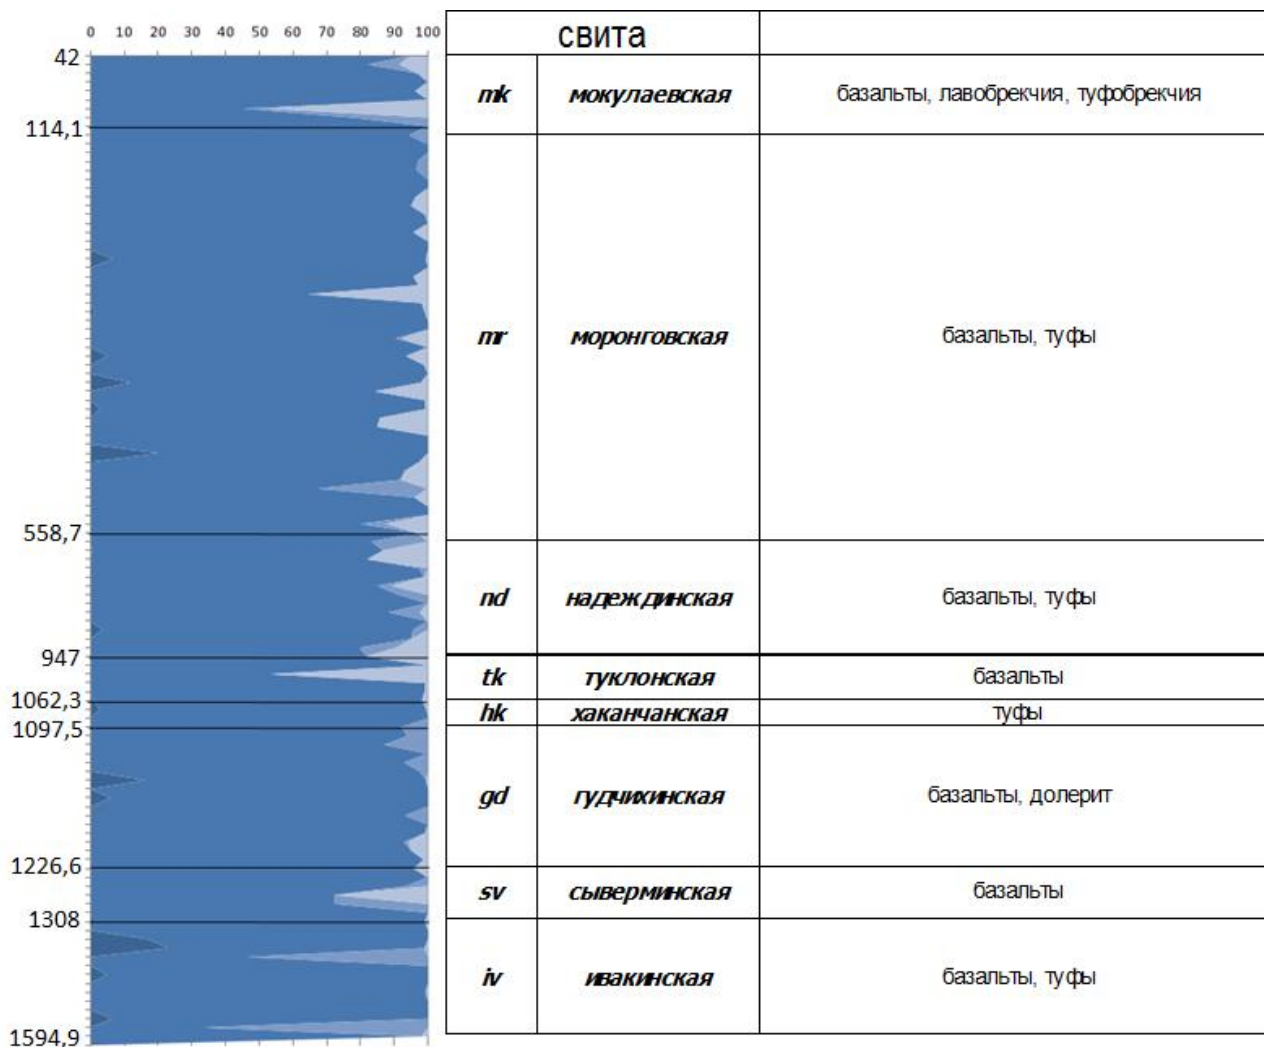 0 10 20 30 40 50 60 70 80 90 100
свита
42
mk мокулаевская базальты, лавобрекчия, туфобрекчия
114,1
mr моронговская базальты, туфы
558,7
nd надеждинская базальты, туфы
947
tk туклонская базальты
1062,3
hk хаканчанская туфы
1097,5
gd гудчихинская базальты, долерит
1226,6
sv сыверминская базальты
1308
iv ивакинская базальты, туфы
1594,9